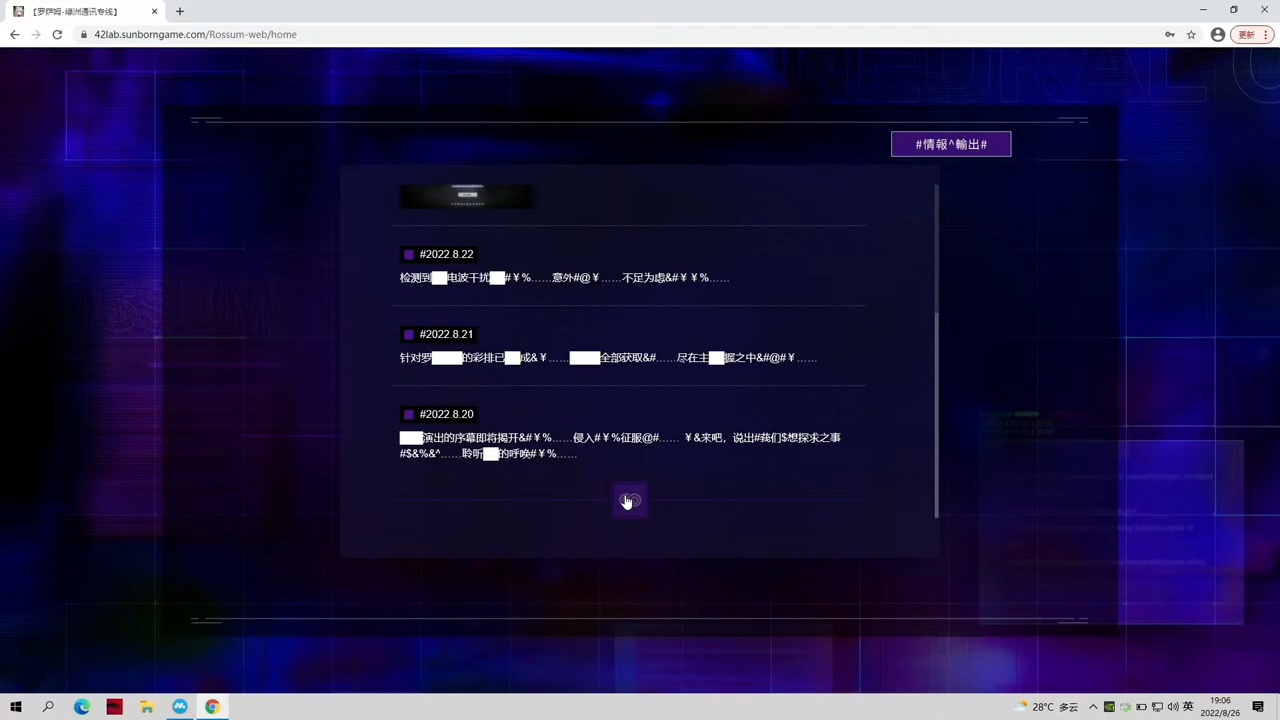 【罗萨姆-绿洲通讯专线】
42lab.sunborngame.com/Rossum-web/home
更新
#情報^輸出#
#2022.8.22
检测到██电波干扰██#￥%……意外#@￥……不足为虑&#￥￥%……
#2022.8.21
针对罗████的彩排已██成&￥……████全部获取&#……尽在主██握之中&#@#￥……
#2022.8.20
███演出的序幕即将揭开&#￥%……侵入#￥%征服@#…… ￥&来吧，说出#莪们$想探求之事
#$&%&^……聆听██的呼唤#￥%……
28°C 多云
英
19:06
2022/8/26